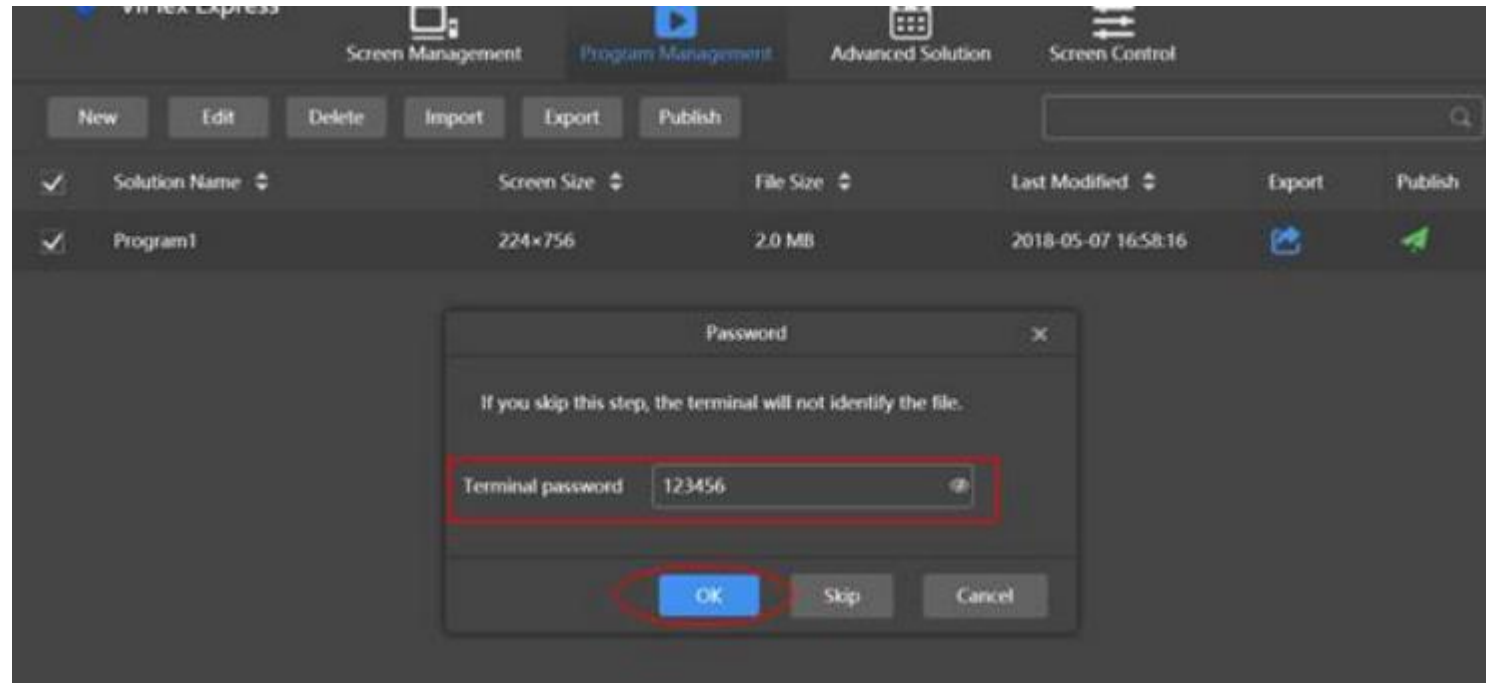 Express
Screen Management Program Management Advanced Solution Screen Control
New Edit Delete Import Export Publish
Solution Name Screen Size File Size Last Modified Export Publish
Program1 224×756 2.0 MB 2018-05-07 16:58:16
Password
If you skip this step, the terminal will not identify the file.
Terminal password 123456
OK Skip Cancel